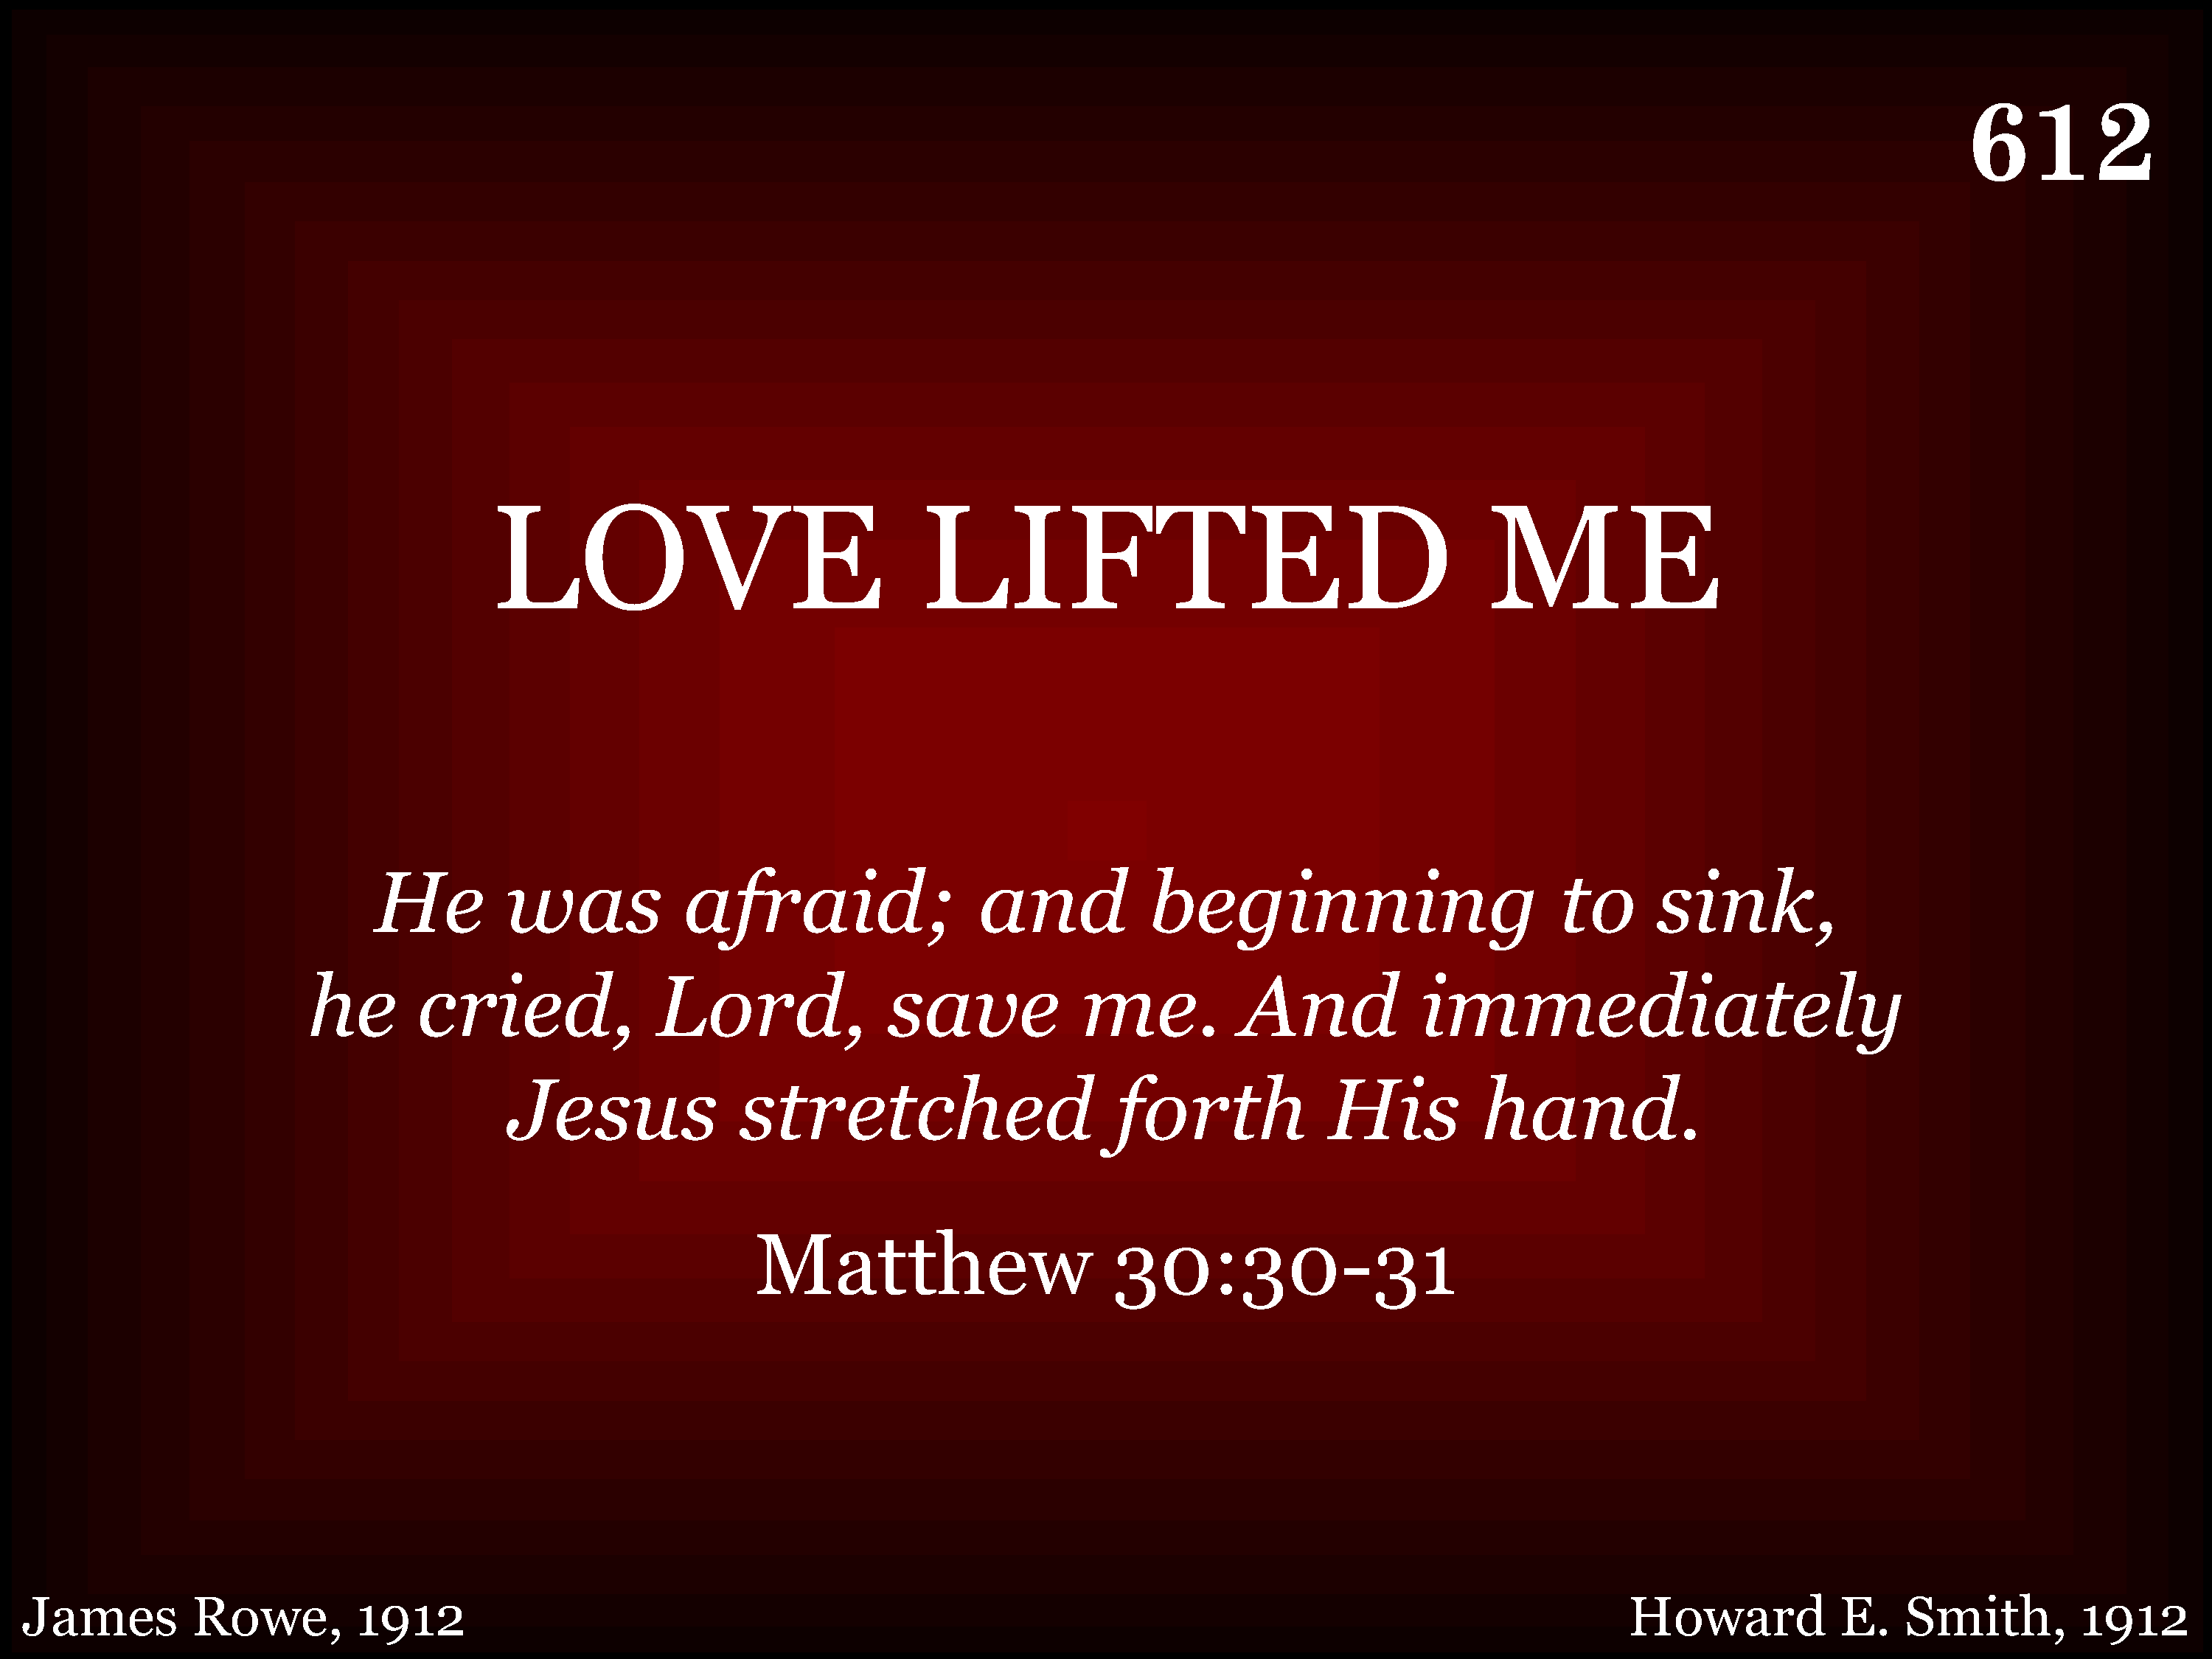 612
LOVE LIFTED ME
He was afraid; and beginning to sink,
he cried, Lord, save me. And immediately
Jesus stretched forth His hand.
Matthew 30:30-31
James Rowe, 1912
Howard E. Smith, 1912